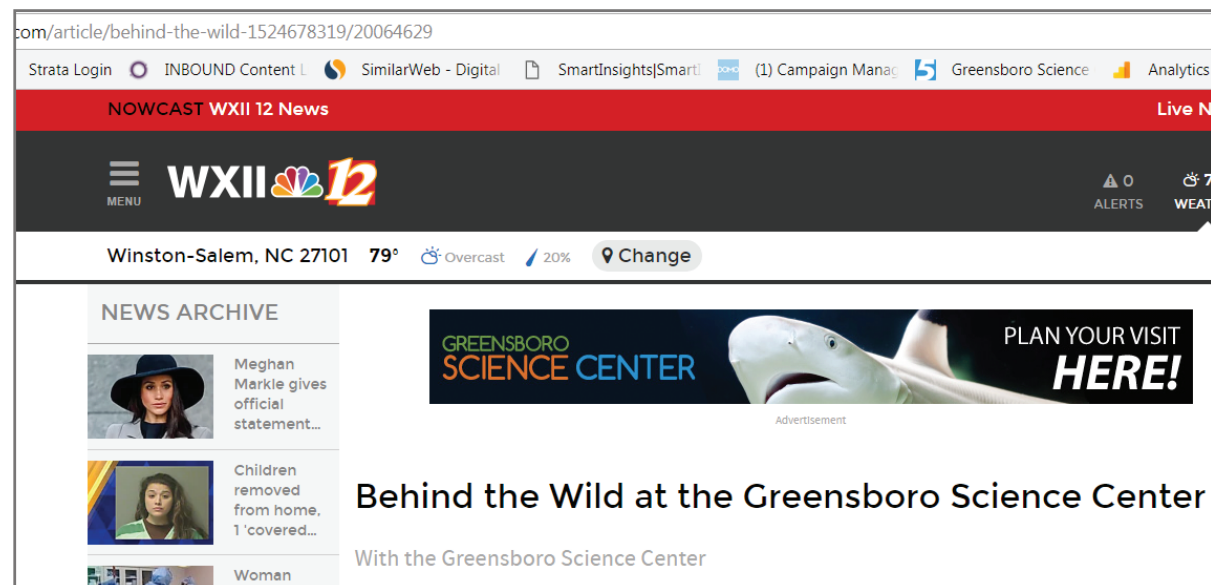 com/article/behind-the-wild-1524678319/20064629
Strata Login INBOUND Content L SimilarWeb - Digital SmartInsights|Smart (1) Campaign Manag Greensboro Science Analytics
NOWCAST WXII 12 News Live N
MENU
WXII 12
0
ALERTS
7
WEAT
Winston-Salem, NC 27101 79° Overcast 20% Change
NEWS ARCHIVE
Meghan
Markle gives
official
statement...
Children
removed
from home,
1 'covered...
Woman
GREENSBORO
SCIENCE CENTER
PLAN YOUR VISIT
HERE!
Advertisement
Behind the Wild at the Greensboro Science Center
With the Greensboro Science Center